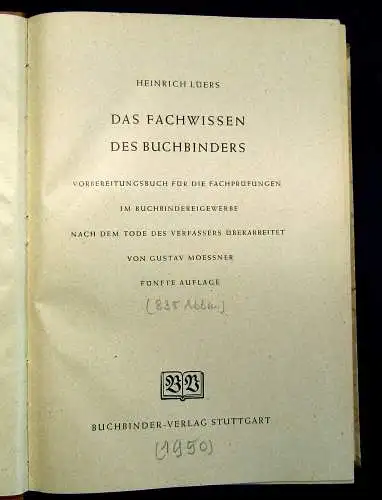 HEINRICH LÜERS
DAS FACHWISSEN
DES BUCHBINDERS
VORBEREITUNGSBUCH FÜR DIE FACHPRÜFUNGEN
IM BUCHBINDEREIGEWERBE
NACH DEM TODE DES VERFASSERS ÜBERARBEITET
VON GUSTAV MOESSNER
FÜNFTE AUFLAGE
(835 Abbn.)
BV
BUCHBINDER-VERLAG STUTTGART
(1950)